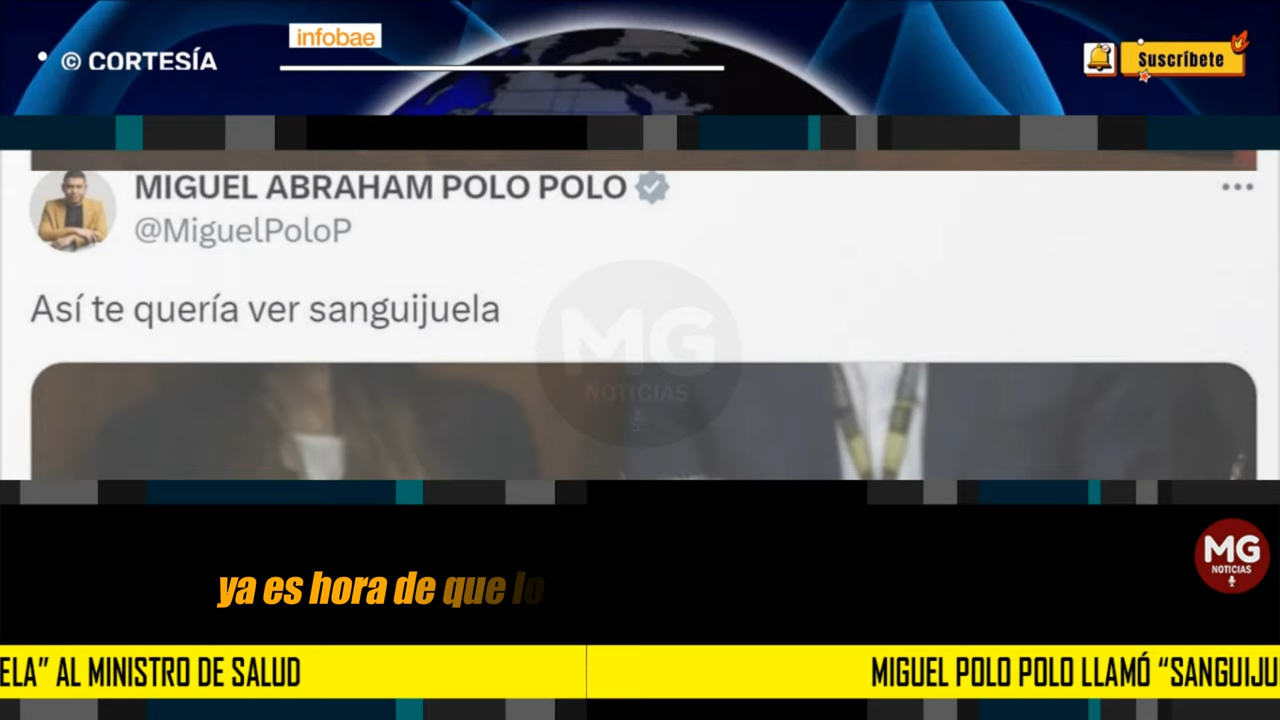 infobae
© CORTESÍA
Suscríbete
MIGUEL ABRAHAM POLO POLO
@MiguelPoloP
Así te quería ver sanguijuela
MG
NOTICIAS
MG
NOTICIAS
ya es hora de que lo
ELA” AL MINISTRO DE SALUD
MIGUEL POLO POLO LLAMÓ “SANGUIJU